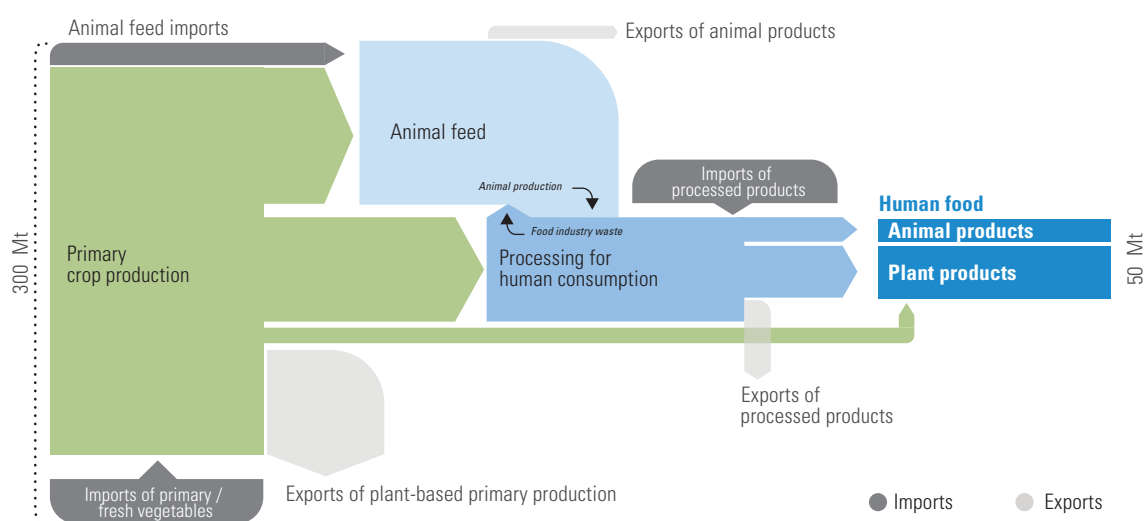 Animal feed imports
Exports of animal products
Animal feed
Imports of
processed products
Animal production
Food industry waste
Human food
Animal products
Plant products
Primary
crop production
Processing for
human consumption
300 Mt
50 Mt
Exports of
processed products
Imports of primary /
fresh vegetables
Exports of plant-based primary production
Imports
Exports